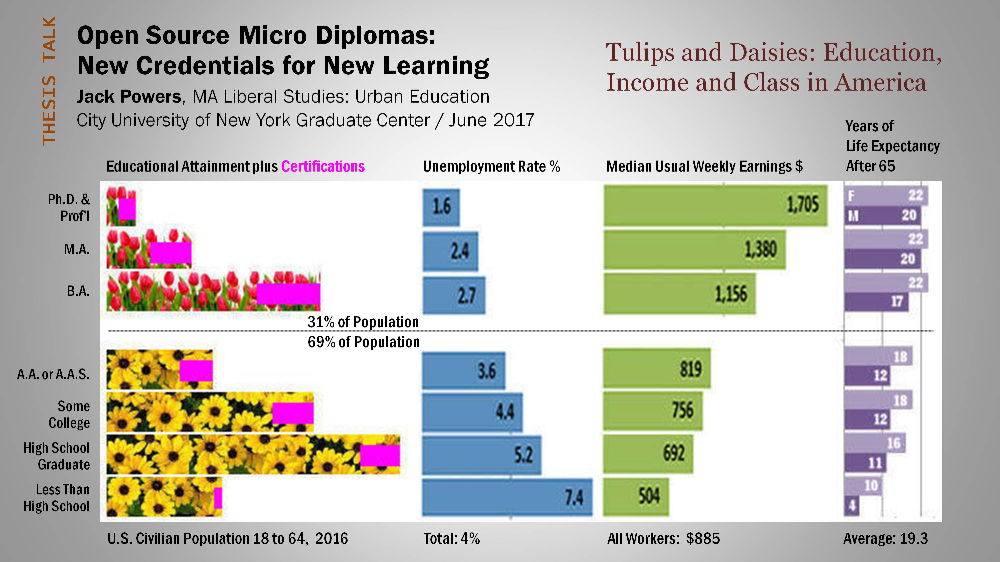 THESIS TALK
Open Source Micro Diplomas:
New Credentials for New Learning
Jack Powers, MA Liberal Studies: Urban Education
City University of New York Graduate Center / June 2017
Tulips and Daisies: Education,
Income and Class in America
Educational Attainment plus Certifications
Unemployment Rate %
Median Usual Weekly Earnings $
Years of
Life Expectancy
After 65
Ph.D. &
Prof'l
1.6
1,705
F 22
M 20
M.A.
2.4
1,380
22
20
B.A.
2.7
1,156
22
17
31% of Population
69% of Population
A.A. or A.A.S.
3.6
819
18
12
Some
College
4.4
756
18
12
High School
Graduate
5.2
692
16
11
Less Than
High School
7.4
504
10
4
U.S. Civilian Population 18 to 64, 2016
Total: 4%
All Workers: $885
Average: 19.3